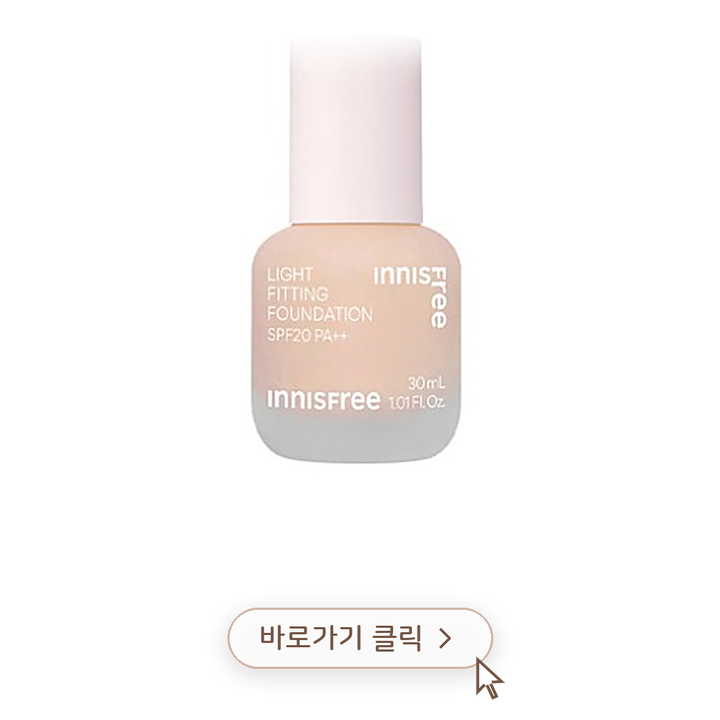 LIGHT
FITTING
FOUNDATION
SPF20 PA++
INNISFree
INNISFree
30mL
1.01 Fl. Oz.
바로가기 클릭 >